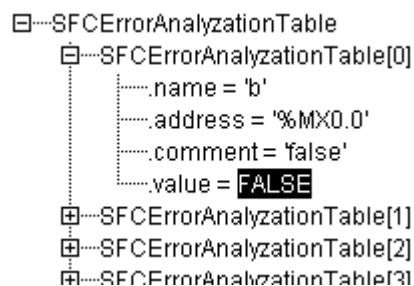 SFCErrorAnalyzationTable
SFCErrorAnalyzationTable[0]
.name = 'b'
.address = '%MX0.0'
.comment = 'false'
.value = FALSE
SFCErrorAnalyzationTable[1]
SFCErrorAnalyzationTable[2]
SFCErrorAnalyzationTable[3]